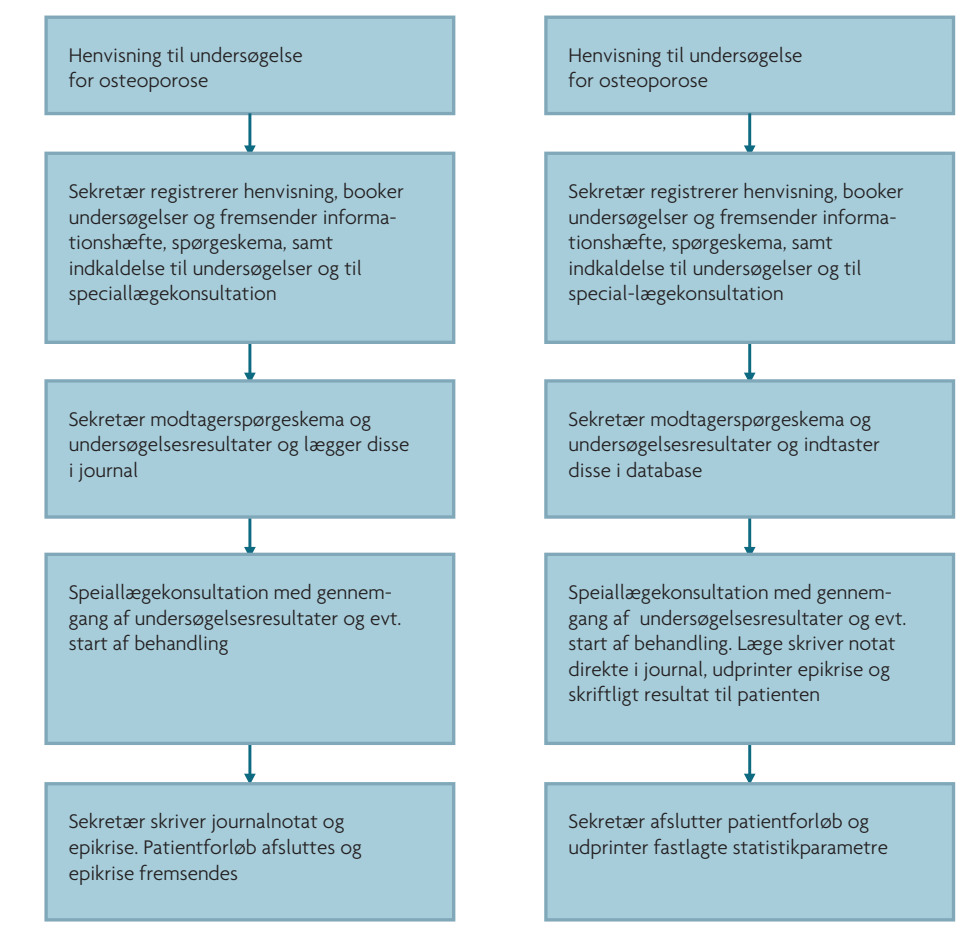 Henvisning til undersøgelse
for osteoporose
Sekretær registrerer henvisning, booker
undersøgelser og fremsender informa-
tionshæfte, spørgeskema, samt
indkaldelse til undersøgelser og til
speciallægekonsultation
Sekretær modtagerspørgeskema og
undersøgelsesresultater og lægger disse
i journal
Speiallægekonsultation med gennem-
gang af undersøgelsesresultater og evt.
start af behandling
Sekretær skriver journalnotat og
epikrise. Patientforløb afsluttes og
epikrise fremsendes
Henvisning til undersøgelse
for osteoporose
Sekretær registrerer henvisning, booker
undersøgelser og fremsender informa-
tionshæfte, spørgeskema, samt
indkaldelse til undersøgelser og til
special-lægekonsultation
Sekretær modtagerspørgeskema og
undersøgelsesresultater og indtaster
disse i database
Speiallægekonsultation med gennem-
gang af  undersøgelsesresultater og evt.
start af behandling. Læge skriver notat
direkte i journal, udprinter epikrise og
skriftligt resultat til patienten
Sekretær afslutter patientforløb og
udprinter fastlagte statistikparametre